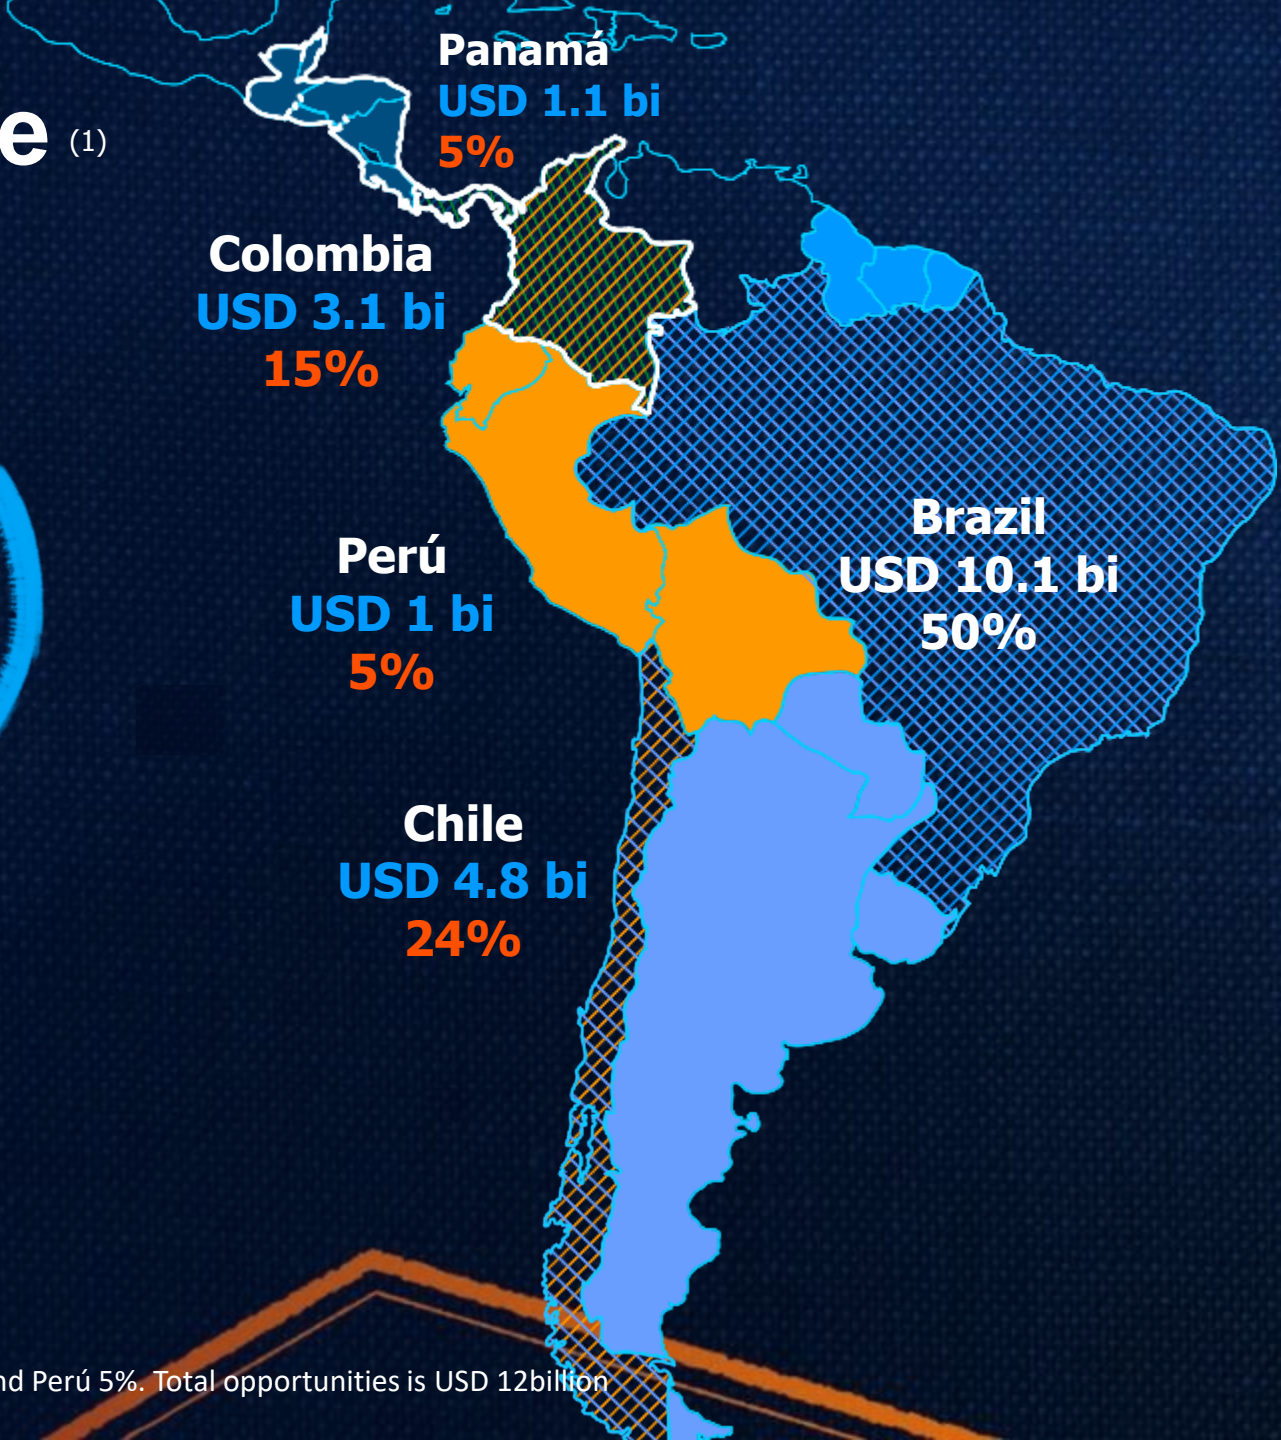 Panamá
USD 1.1 bi
5%
e (1)
Colombia
USD 3.1 bi
15%
Brazil
USD 10.1 bi
50%
Perú
USD 1 bi
5%
Chile
USD 4.8 bi
24%
nd Perú 5%. Total opportunities is USD 12billion